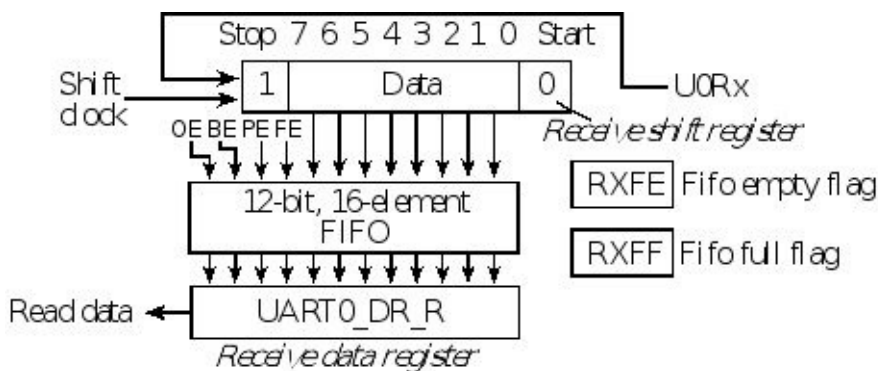 Stop 7 6 5 4 3 2 1 0 Start
Shift clock
1 Data 0
U0Rx
OE BE PE FE
Receive shift register
12-bit, 16-element
FIFO
RXFE Fifo empty flag
RXFF Fifo full flag
Read data
UART0_DR_R
Receive data register